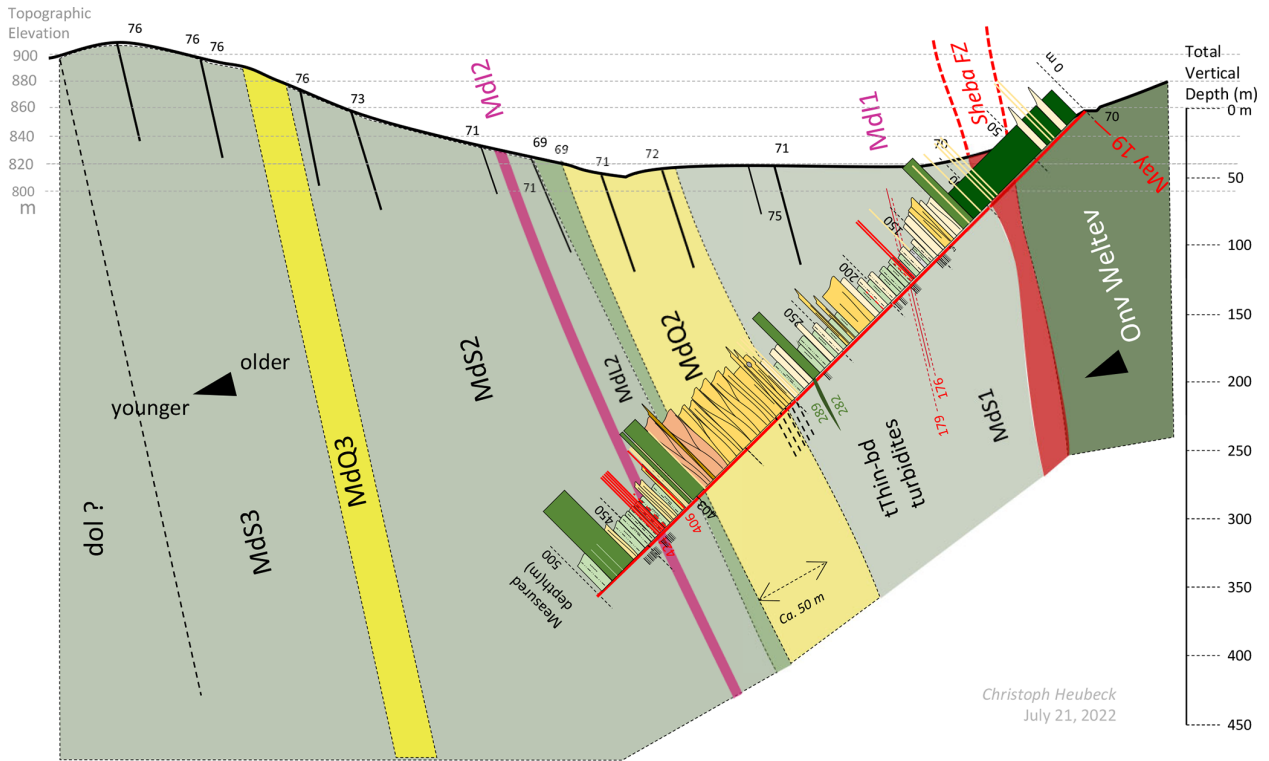 Topographic
Elevation
900
880
860
840
820
800
m
76
76
76
76
73
71
69
69
71
71
72
71
75
70
70
MdI2
MdI1
Sheba FZ
0 m
50
150
200
250
450
500
Measured
depth(m)
May 19
Total
Vertical
Depth (m)
0 m
50
100
150
200
250
300
350
400
450
Onv Weltev
older
younger
dol ?
MdS3
MdQ3
MdS2
MdL2
MdQ2
MdS1
tThin-bd
turbidites
289
282
176
179
403
406
Ca. 50 m
Christoph Heubeck
July 21, 2022